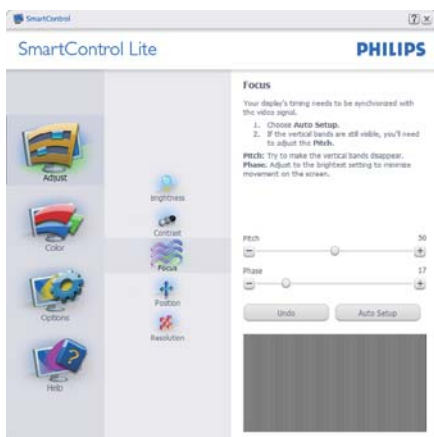 SmartControl
SmartControl Lite
PHILIPS
Adjust
Color
Options
Help
Brightness
Contrast
Focus
Position
Resolution
Focus
Your display's timing needs to be synchronized with
the video signal.
1. Choose Auto Setup.
2. If the vertical bands are still visible, you'll need
to adjust the Pitch.
Pitch: Try to make the vertical bands disappear.
Phase: Adjust to the brightest setting to minimize
movement on the screen.
Pitch 50
Phase 17
Undo Auto Setup